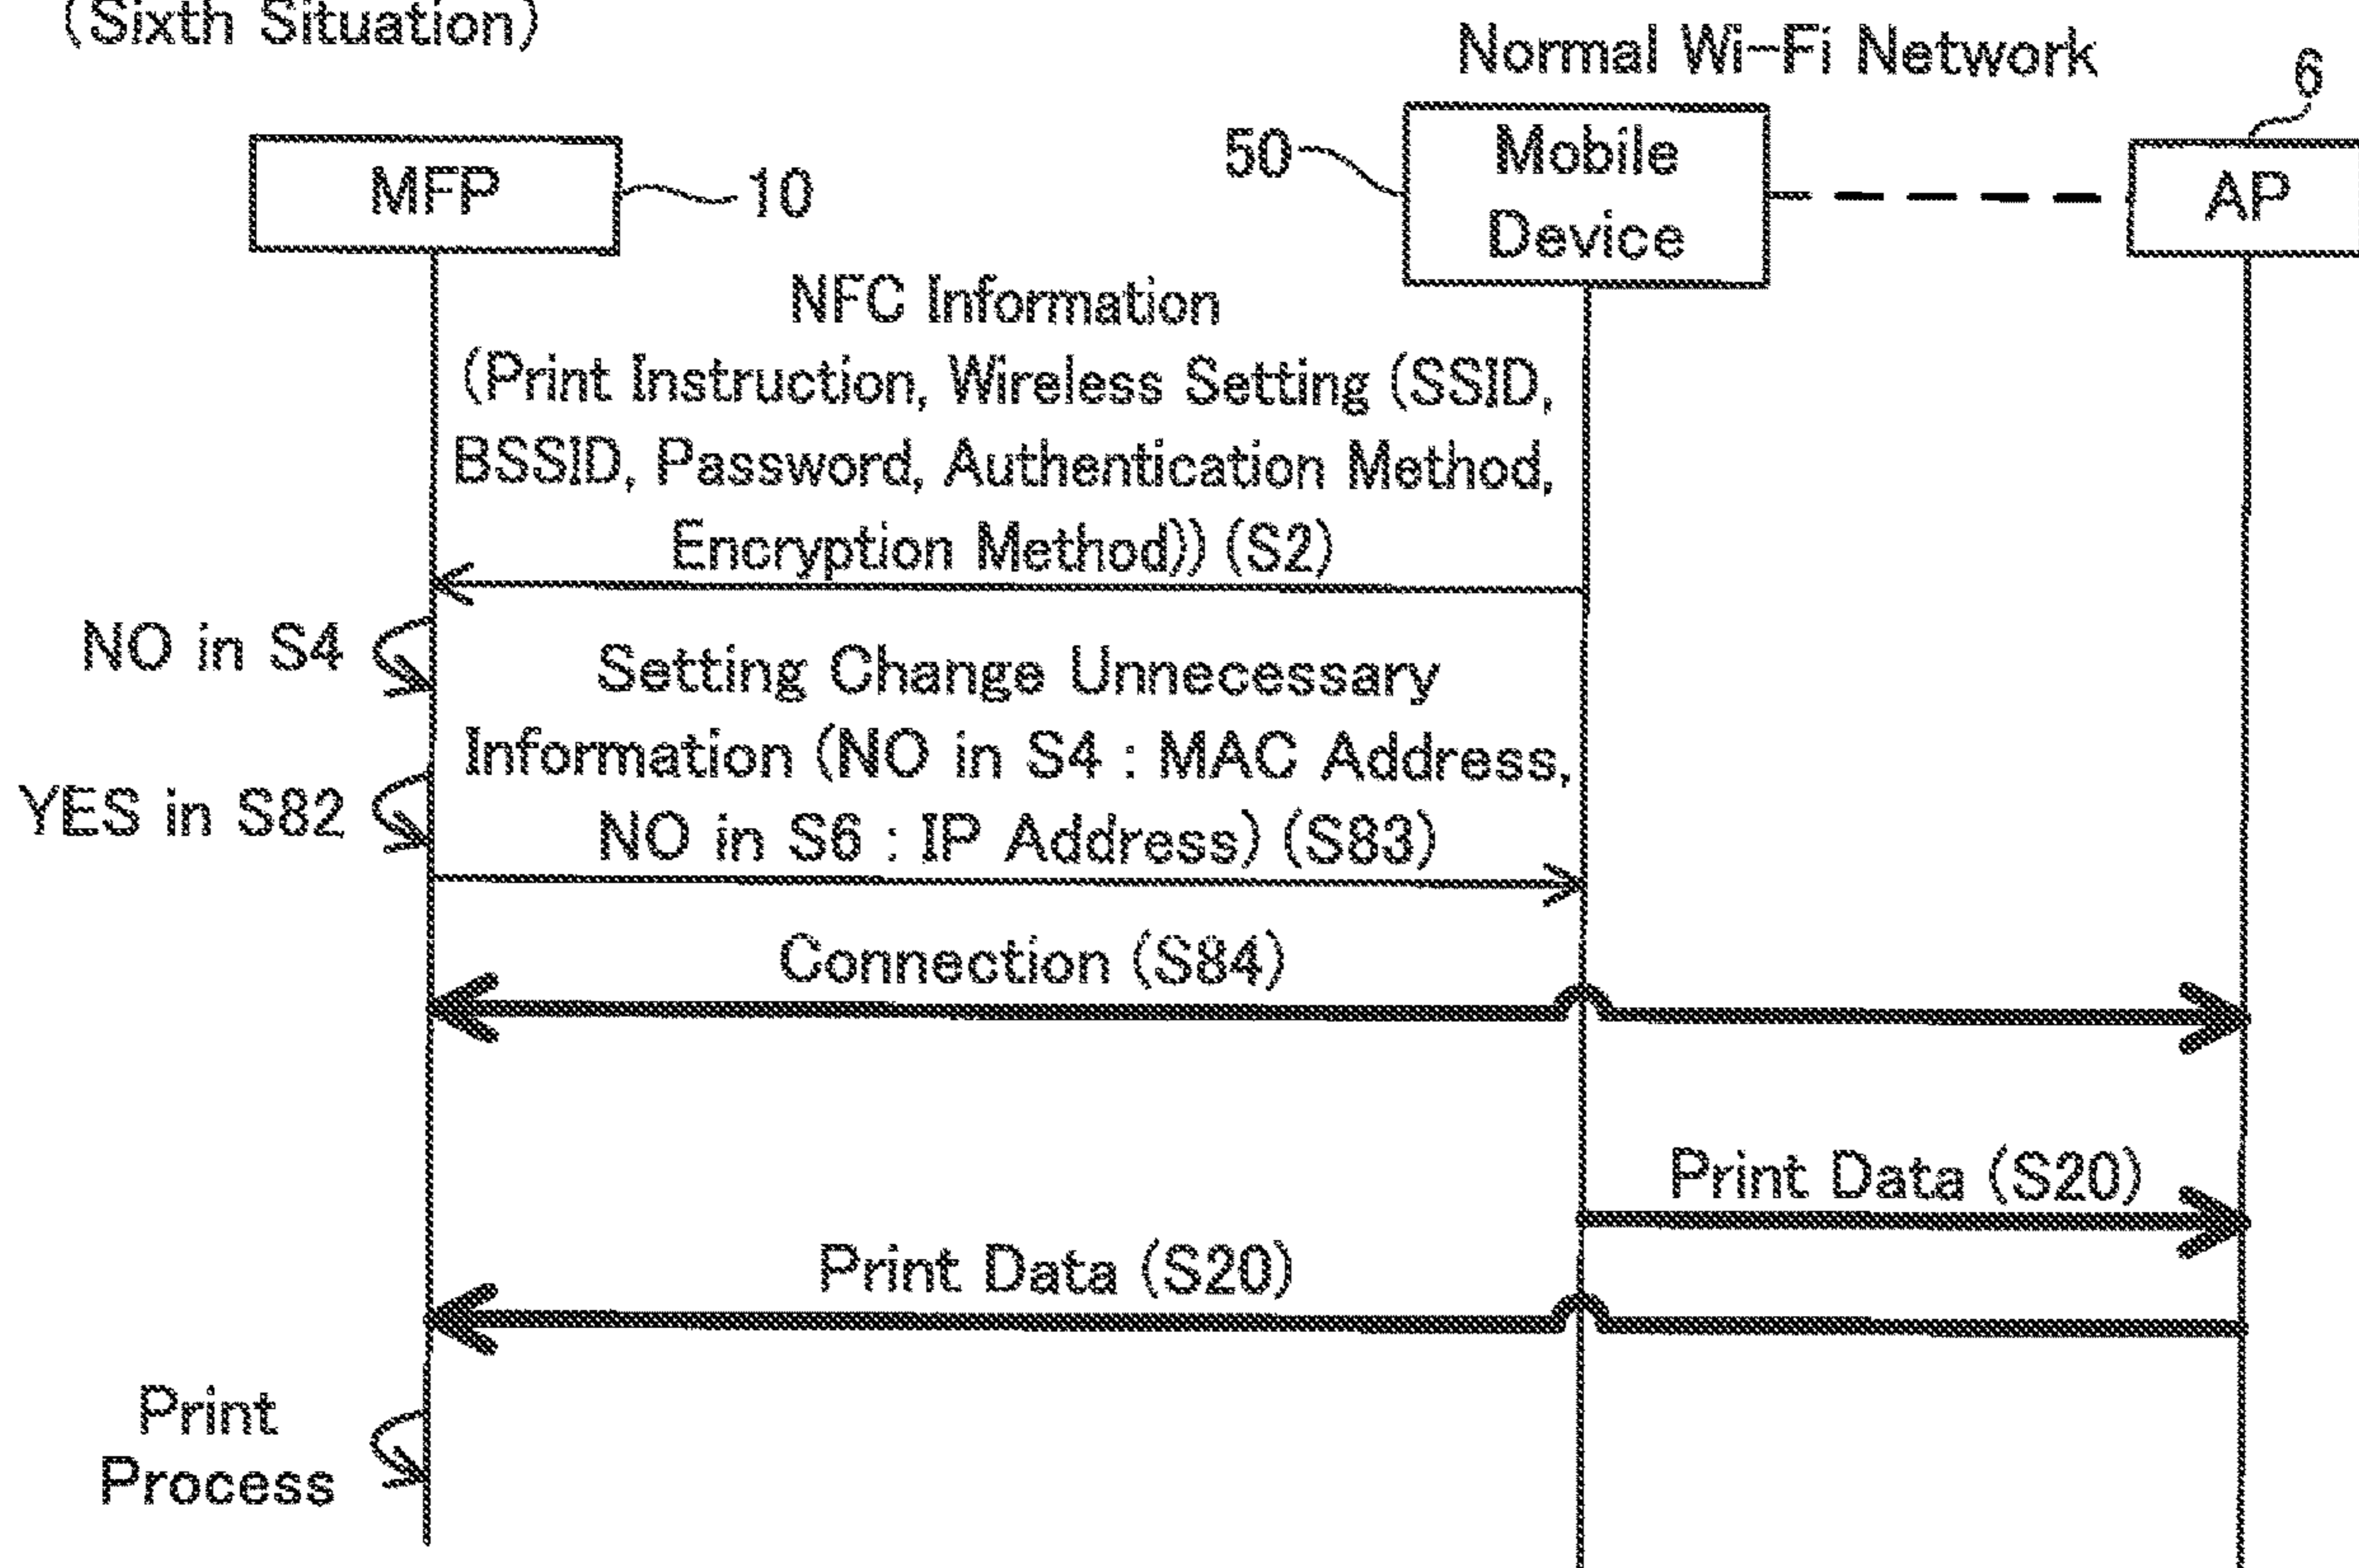 (Sixth Situation)
Normal Wi-Fi Network
6
MFP
10
50
Mobile
Device
AP
NFC Information
(Print Instruction, Wireless Setting (SSID,
BSSID, Password, Authentication Method,
Encryption Method)) (S2)
NO in S4
Setting Change Unnecessary
Information (NO in S4 : MAC Address,
NO in S6 : IP Address) (S83)
YES in S82
Connection (S84)
Print Data (S20)
Print Data (S20)
Print
Process